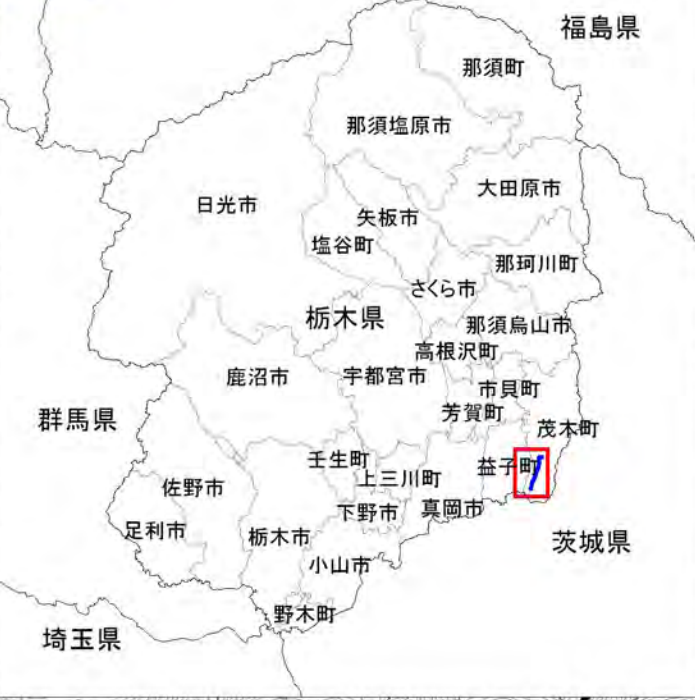 福島県
那須町
那須塩原市
大田原市
日光市
矢板市
塩谷町
那珂川町
さくら市
栃木県
那須烏山市
高根沢町
鹿沼市
宇都宮市
市貝町
芳賀町
群馬県
茂木町
壬生町
益子町
上三川町
佐野市
真岡市
下野市
足利市
栃木市
茨城県
小山市
野木町
埼玉県